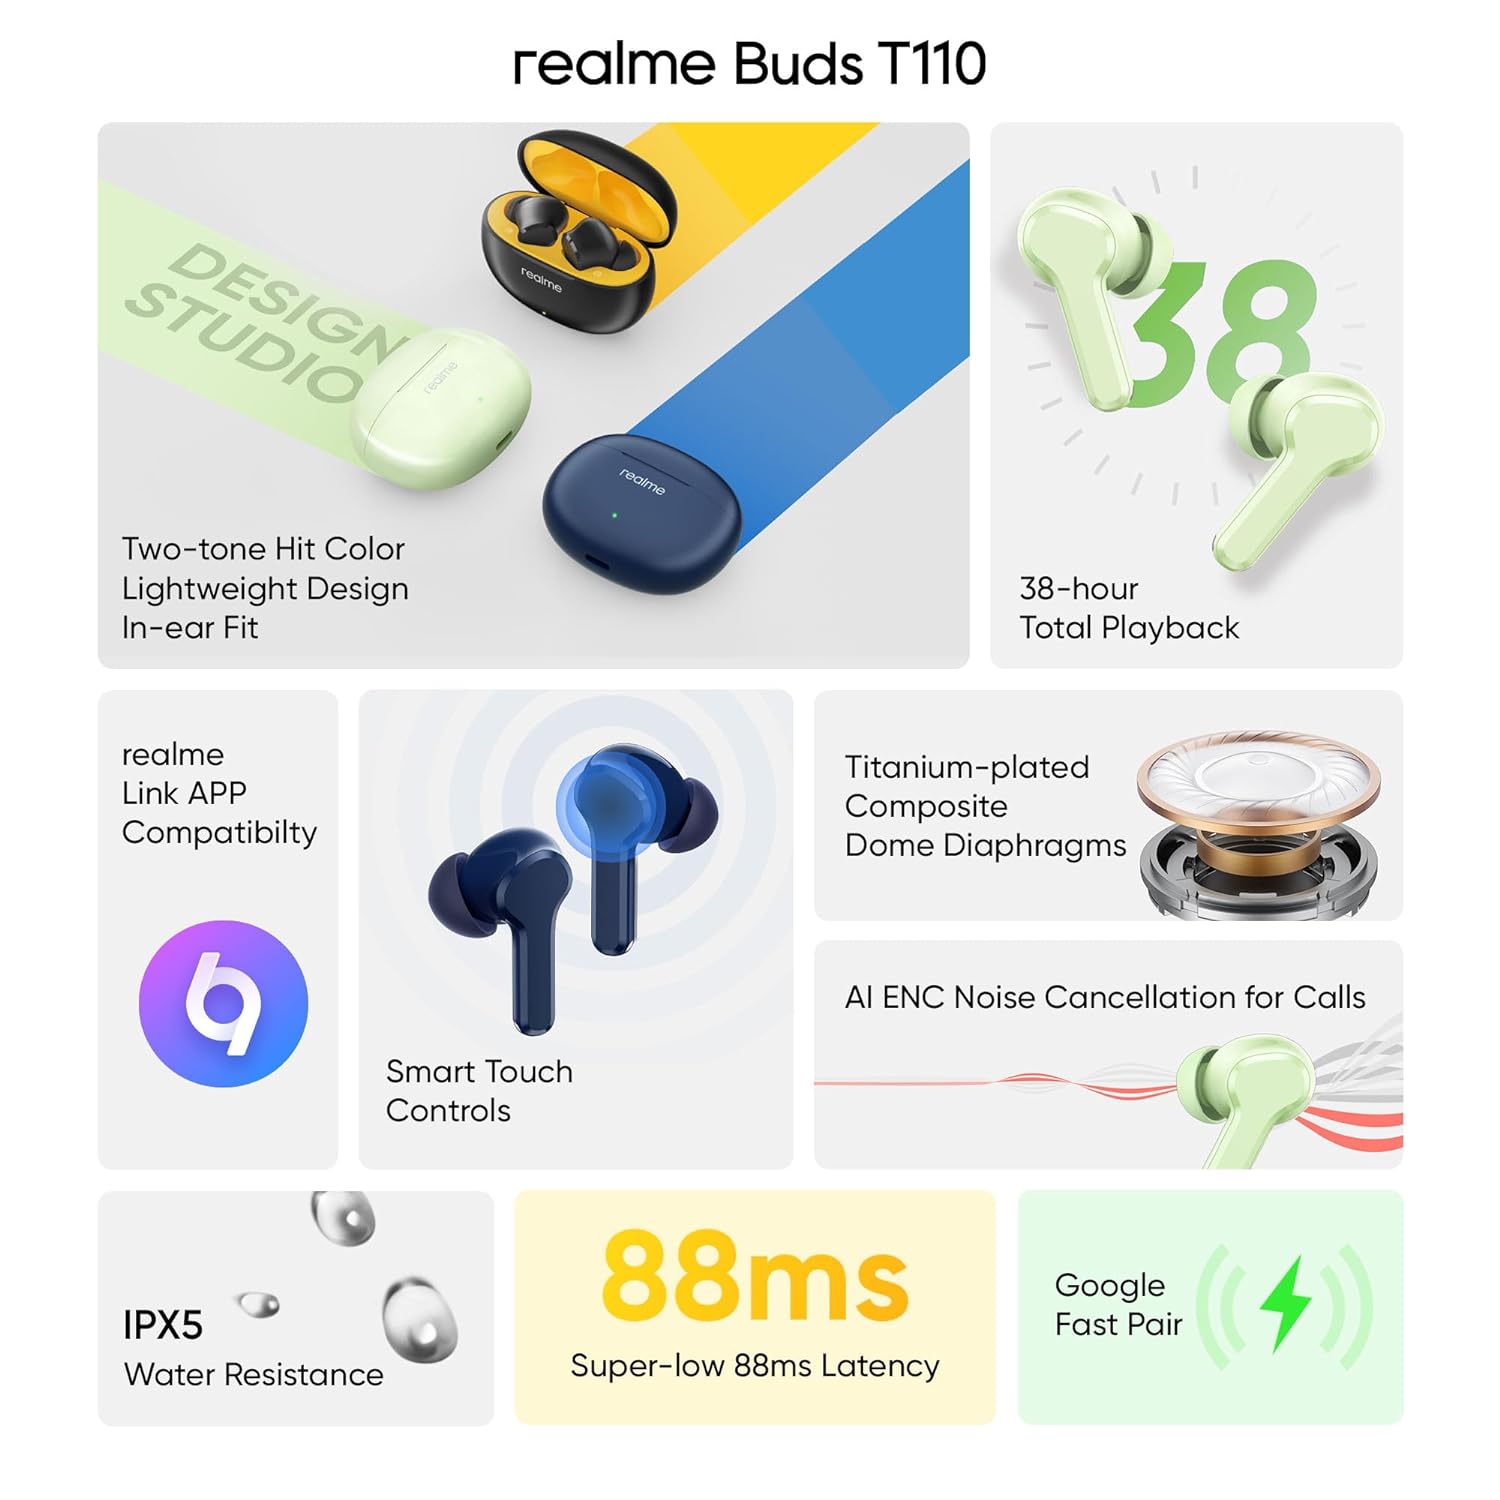 realme Buds T110
DESIGN
STUDIO
realme
realme
realme
Two-tone Hit Color
Lightweight Design
In-ear Fit
38
38-hour
Total Playback
realme
Link APP
Compatibilty
Smart Touch
Controls
Titanium-plated
Composite
Dome Diaphragms
AI ENC Noise Cancellation for Calls
IPX5
Water Resistance
88ms
Super-low 88ms Latency
Google
Fast Pair